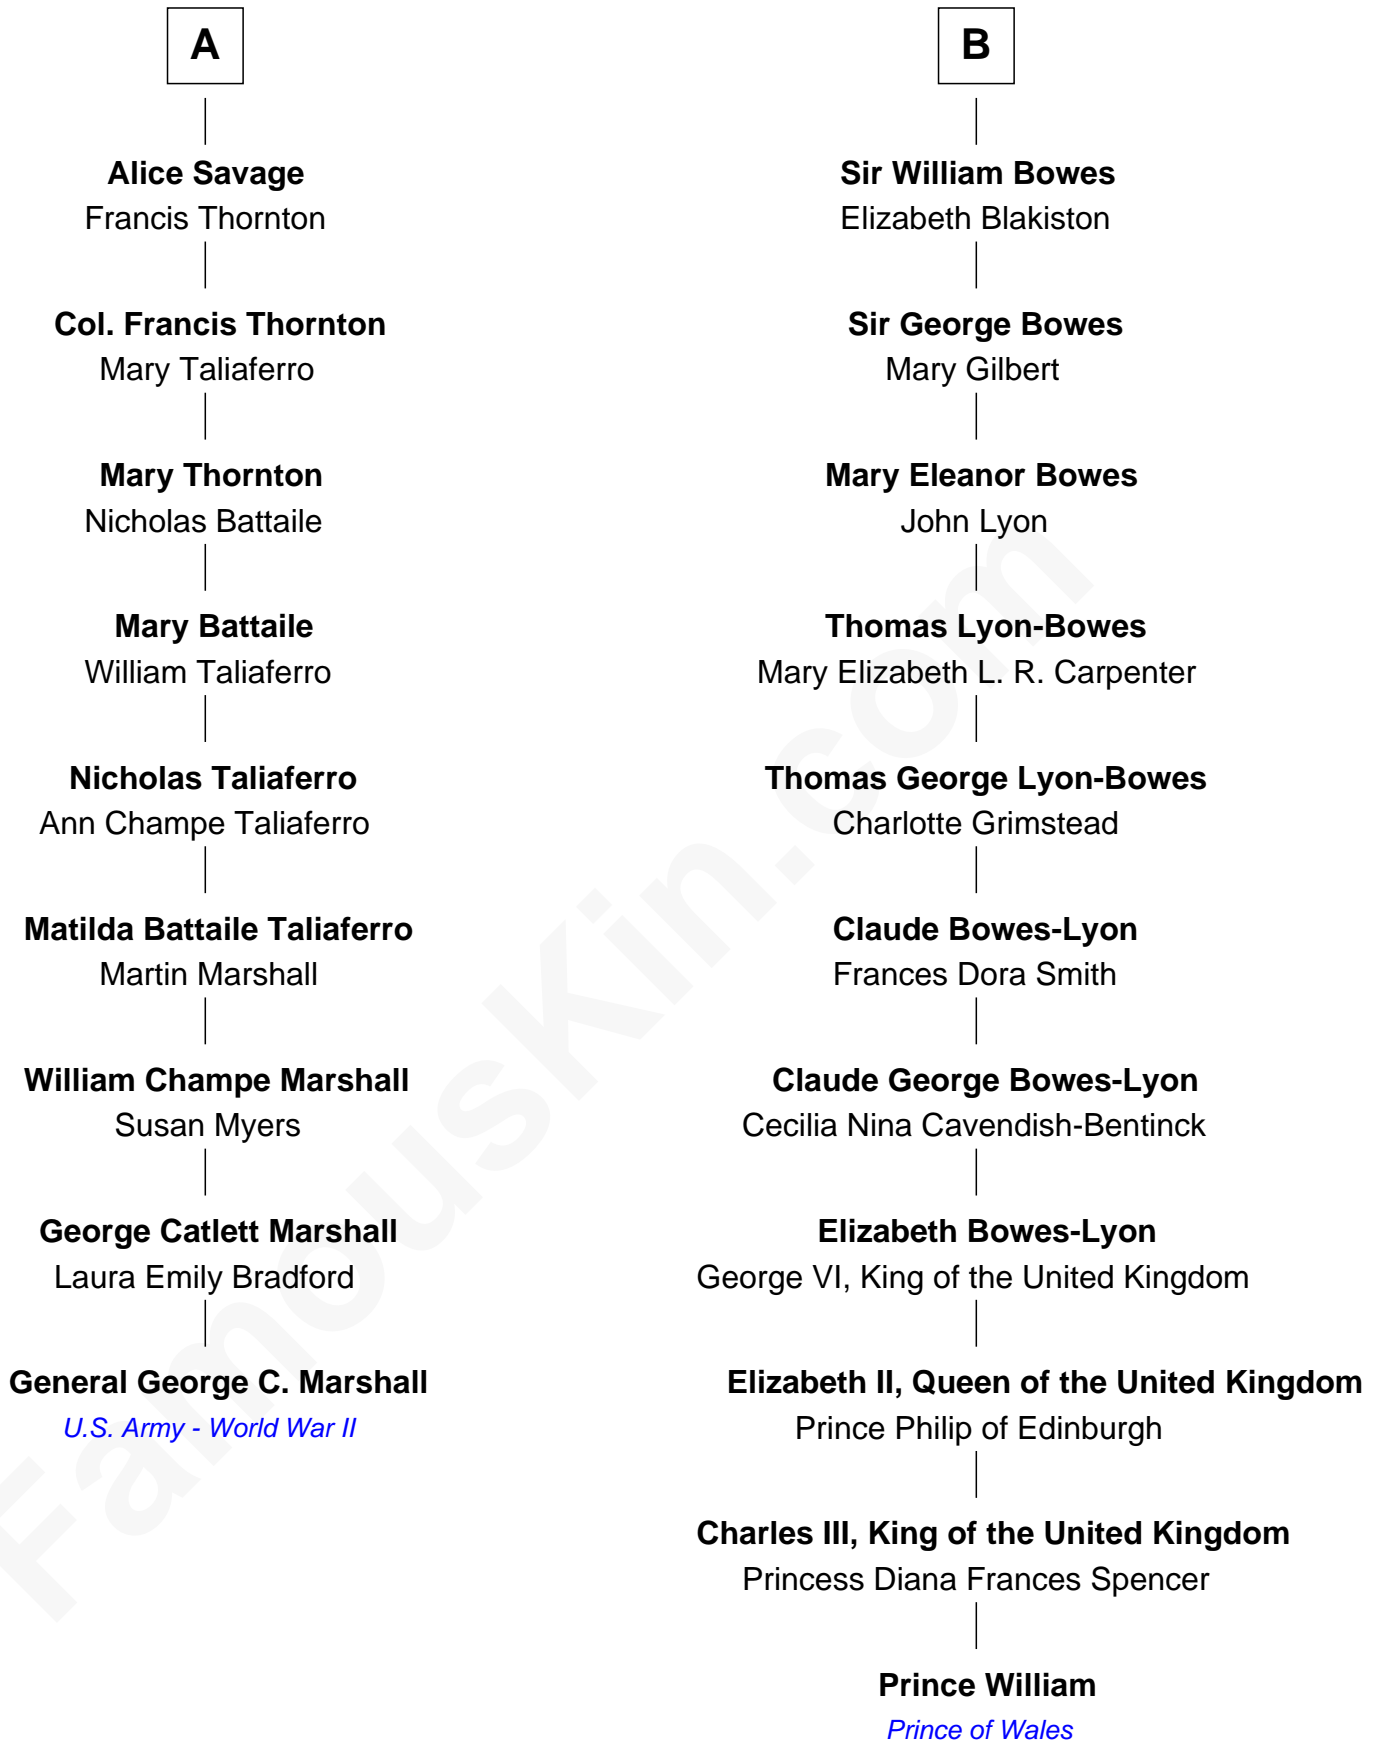 A
Alice Savage
Francis Thornton
Col. Francis Thornton
Mary Taliaferro
Mary Thornton
Nicholas Battaile
Mary Battaile
William Taliaferro
Nicholas Taliaferro
Ann Champe Taliaferro
Matilda Battaile Taliaferro
Martin Marshall
William Champe Marshall
Susan Myers
George Catlett Marshall
Laura Emily Bradford
General George C. Marshall
U.S. Army - World War II
B
Sir William Bowes
Elizabeth Blakiston
Sir George Bowes
Mary Gilbert
Mary Eleanor Bowes
John Lyon
Thomas Lyon-Bowes
Mary Elizabeth L. R. Carpenter
Thomas George Lyon-Bowes
Charlotte Grimstead
Claude Bowes-Lyon
Frances Dora Smith
Claude George Bowes-Lyon
Cecilia Nina Cavendish-Bentinck
Elizabeth Bowes-Lyon
George VI, King of the United Kingdom
Elizabeth II, Queen of the United Kingdom
Prince Philip of Edinburgh
Charles III, King of the United Kingdom
Princess Diana Frances Spencer
Prince William
Prince of Wales
FamousKin.com